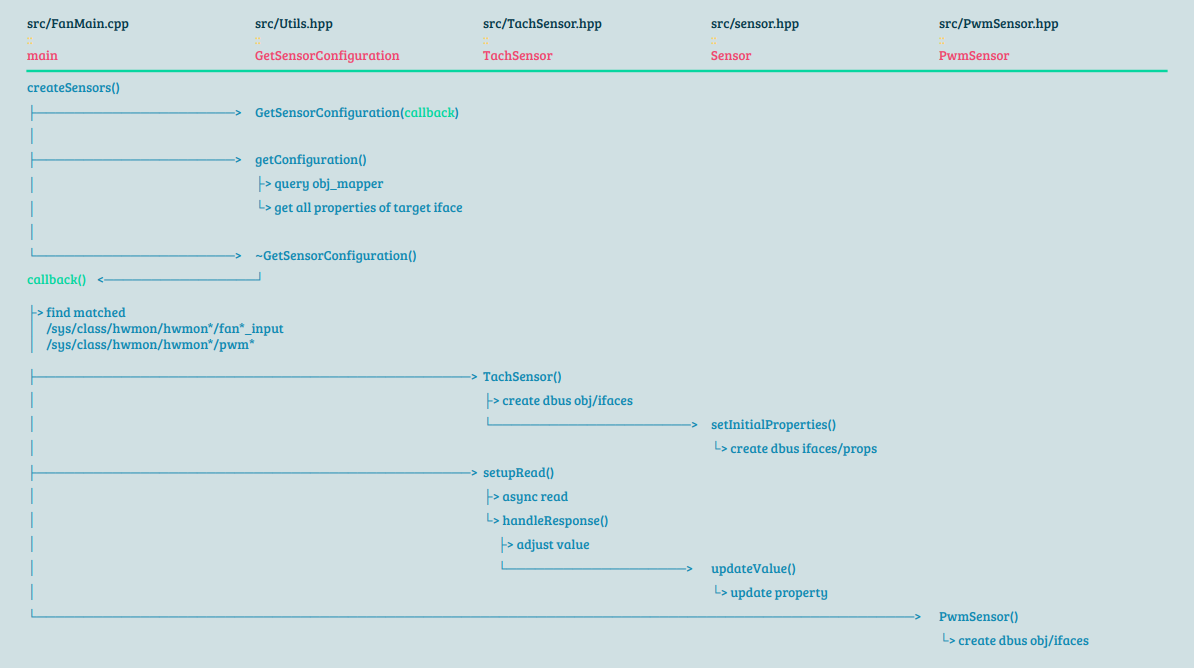 src/FanMain.cpp src/Utils.hpp src/TachSensor.hpp src/sensor.hpp src/PwmSensor.hpp
:: :: :: :: ::
main GetSensorConfiguration TachSensor Sensor PwmSensor
createSensors()
├────────> GetSensorConfiguration(callback)
├────────> getConfiguration()
├> query obj_mapper
└> get all properties of target iface
└────────> ~GetSensorConfiguration()
callback() <────────┘
├> find matched
/sys/class/hwmon/hwmon*/fan*_input
/sys/class/hwmon/hwmon*/pwm*
├────────> TachSensor()
├> create dbus obj/ifaces
└────────> setInitialProperties()
└> create dbus ifaces/props
├────────> setupRead()
├> async read
└> handleResponse()
├> adjust value
└────────> updateValue()
└> update property
└────────> PwmSensor()
└> create dbus obj/ifaces